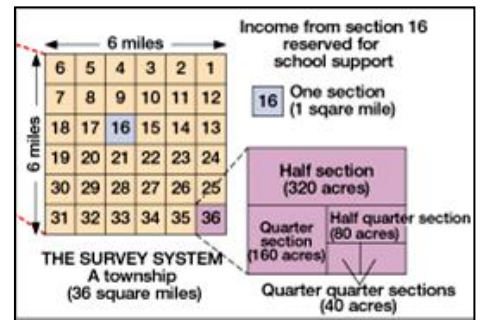 6 miles
6 miles
6 5 4 3 2 1
7 8 9 10 11 12
18 17 16 15 14 13
19 20 21 22 23 24
30 29 28 27 26 25
31 32 33 34 35 36
THE SURVEY SYSTEM
A township
(36 square miles)
Income from section 16
reserved for
school support
16
One section
(1 sqare mile)
Half section
(320 acres)
Quarter
section
(160 acres)
Half quarter section
(80 acres)
Quarter quarter sections
(40 acres)